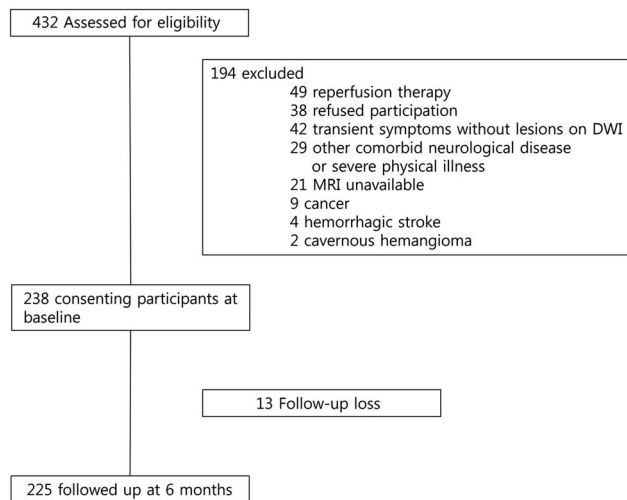 432 Assessed for eligibility
194 excluded
49 reperfusion therapy
38 refused participation
42 transient symptoms without lesions on DWI
29 other comorbid neurological disease
or severe physical illness
21 MRI unavailable
9 cancer
4 hemorrhagic stroke
2 cavernous hemangioma
238 consenting participants at
baseline
13 Follow-up loss
225 followed up at 6 months